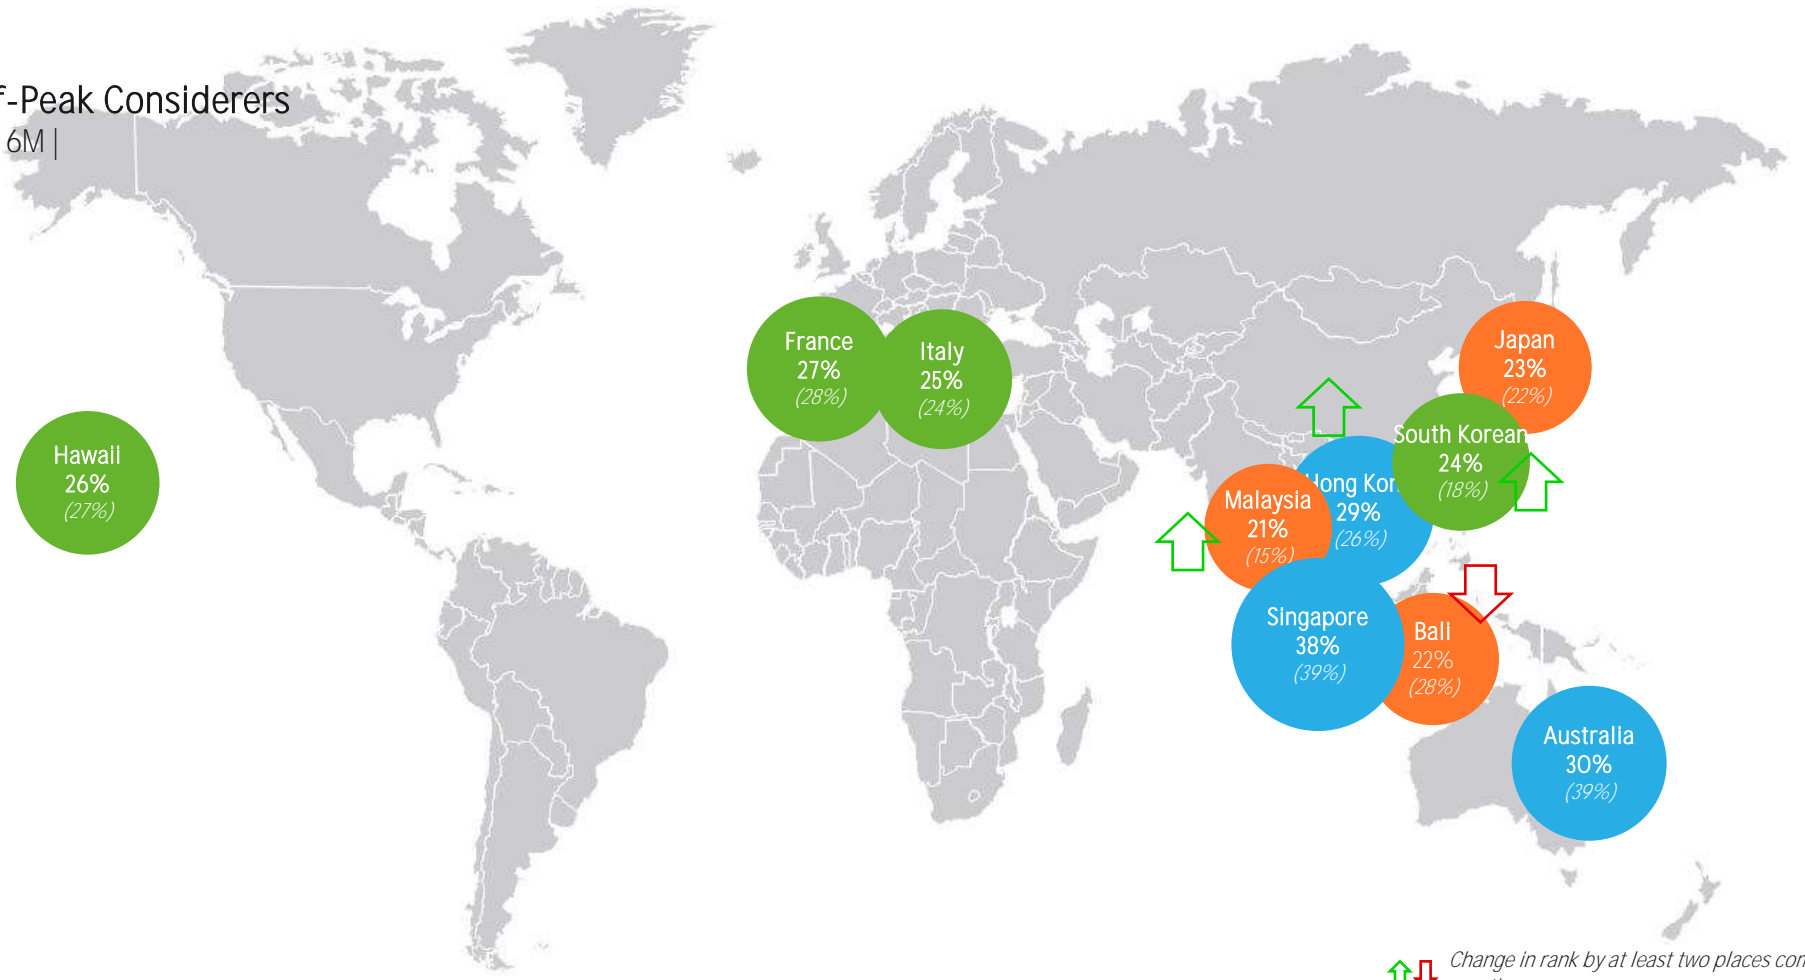 f-Peak Considerers
6M |
France
27%
(28%)
Italy
25%
(24%)
Japan
23%
(22%)
Hawaii
26%
(27%)
South Korean
24%
(18%)
Hong Kon
29%
(26%)
Malaysia
21%
(15%)
Singapore
38%
(39%)
Bali
22%
(28%)
Australia
30%
(39%)
Change in rank by at least two places